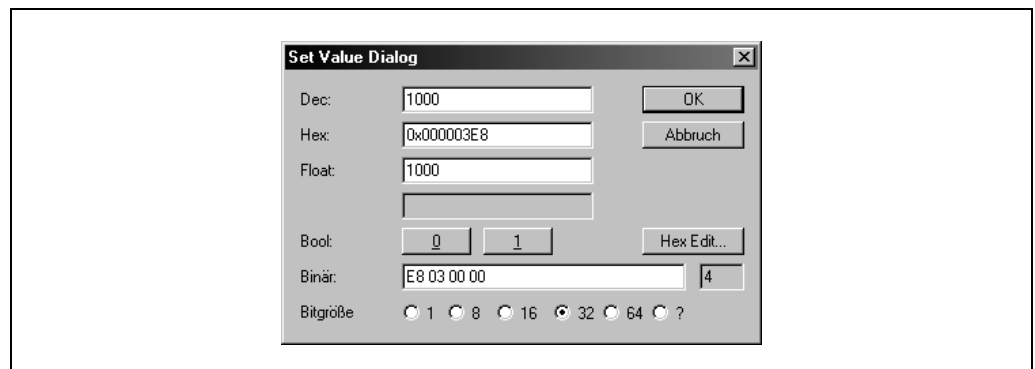 Set Value Dialog
Dec: 1000 OK
Hex: 0x000003E8 Abbruch
Float: 1000
Bool: 0 1 Hex Edit...
Binär: E8 03 00 00 4
Bitgröße 1 8 16 32 64 ?